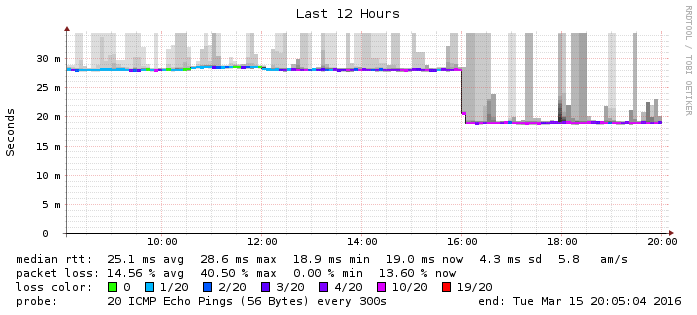 Last 12 Hours
RRDTOOL / TOBI OETIKER
Seconds
30 m
25 m
20 m
15 m
10 m
5 m
0
10:00 12:00 14:00 16:00 18:00 20:00
median rtt: 25.1 ms avg 28.6 ms max 18.9 ms min 19.0 ms now 4.3 ms sd 5.8 am/s
packet loss: 14.56 % avg 40.50 % max 0.00 % min 13.60 % now
loss color: 0 1/20 2/20 3/20 4/20 10/20 19/20
probe: 20 ICMP Echo Pings (56 Bytes) every 300s end: Tue Mar 15 20:05:04 2016